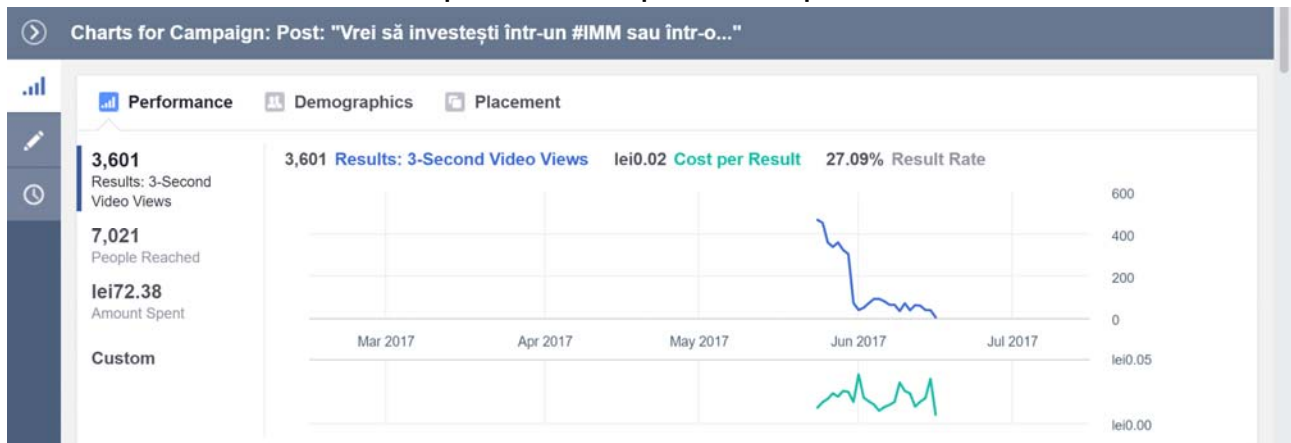 Charts for Campaign: Post: "Vrei să investești într-un #IMM sau într-o..."
Performance
Demographics
Placement
3,601
Results: 3-Second
Video Views
7,021
People Reached
lei72.38
Amount Spent
Custom
3,601 Results: 3-Second Video Views lei0.02 Cost per Result 27.09% Result Rate
600
400
200
0
Mar 2017 Apr 2017 May 2017 Jun 2017 Jul 2017
lei0.05
lei0.00